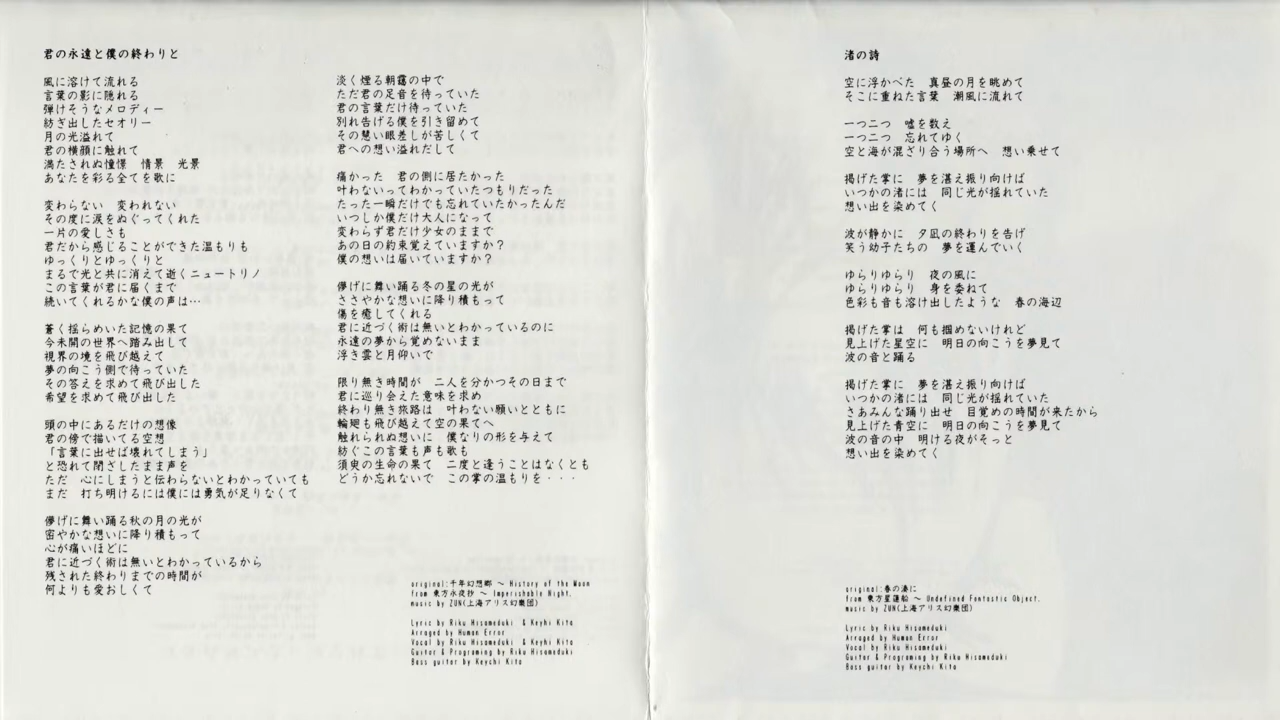 君の永遠と僕の終わりと
風に溶けて流れる
言葉の影に隠れる
弾けそうなメロディー
紡ぎ出したセオリー
月の光溢れて
君の横顔に触れて
満たされぬ憧憬　情景　光景
あなたを彩る全てを歌に
変わらない　変われない
その度に涙をぬぐってくれた
一片の愛しさも
君だから感じることができた温もりも
ゆっくりとゆっくりと
まるで光と共に消えて逝くニュートリノ
この言葉が君に届くまで
続いてくれるかな僕の声は…
蒼く揺らめいた記憶の果て
今未開の世界へ踏み出して
視界の境を飛び越えて
夢の向こう側で待っていた
その答えを求めて飛び出した
希望を求めて飛び出した
頭の中にあるだけの想像
君の傍で描いてる空想
「言葉に出せば壊れてしまう」
と恐れて閉ざしたまま声を
ただ　心にしまうと伝わらないとわかっていても
まだ　打ち明けるには僕には勇気が足りなくて
儚げに舞い踊る秋の月の光が
密やかな想いに降り積もって
心が痛いほどに
君に近づく術は無いとわかっているから
残された終わりまでの時間が
何よりも愛おしくて
淡く煙る朝靄の中で
ただ君の足音を待っていた
君の言葉だけ待っていた
別れ告げる僕を引き留めて
その慧い眼差しが苦しくて
君への想い溢れだして
痛かった　君の側に居たかった
叶わないってわかっていたつもりだった
たった一瞬だけでも忘れていたかったんだ
いつしか僕だけ大人になって
変わらず君だけ少女のままで
あの日の約束覚えていますか？
僕の想いは届いていますか？
儚げに舞い踊る冬の星の光が
ささやかな想いに降り積もって
傷を癒してくれる
君に近づく術は無いとわかっているのに
永遠の夢から覚めないまま
浮き雲と月仰いで
限り無き時間が　二人を分かつその日まで
君に巡り会えた意味を求め
終わり無き旅路は　叶わない願いとともに
輪廻も飛び越えて空の果てへ
触れられぬ想いに　僕なりの形を与えて
紡ぐこの言葉も声も歌も
須臾の生命の果て　二度と逢うことはなくとも
どうか忘れないで　この掌の温もりを・・・
original:千年幻想郷 ～ History of the Moon
from 東方永夜抄 ～ Imperishable Night.
music by ZUN(上海アリス幻樂団)
Lyric by Riku Hisameduki & Keyhi Kita
Arraged by Human Error
Vocal by Riku Hisameduki & Keyhi Kita
Guitar & Programing by Riku Hisameduki
Bass guitar by Keychi Kita
渚の詩
空に浮かべた　真昼の月を眺めて
そこに重ねた言葉　潮風に流れて
一つ二つ　嘘を数え
一つ二つ　忘れてゆく
空と海が混ざり合う場所へ　想い乗せて
掲げた掌に　夢を湛え振り向けば
いつかの渚には　同じ光が揺れていた
想い出を染めてく
波が静かに　夕凪の終わりを告げ
笑う幼子たちの　夢を運んでいく
ゆらりゆらり　夜の風に
ゆらりゆらり　身を委ねて
色彩も音も溶け出したような　春の海辺
掲げた掌は　何も掴めないけれど
見上げた星空に　明日の向こうを夢見て
波の音と踊る
掲げた掌に　夢を湛え振り向けば
いつかの渚には　同じ光が揺れていた
さあみんな踊り出せ　目覚めの時間が来たから
見上げた青空に　明日の向こうを夢見て
波の音の中　明ける夜がそっと
想い出を染めてく
original:春の湊に
from 東方星蓮船 ～ Undefined Fantastic Object.
music by ZUN(上海アリス幻樂団)
Lyric by Riku Hisameduki
Arraged by Human Error
Vocal by Riku Hisameduki
Guitar & Programing by Riku Hisameduki
Bass guitar by Keychi Kita